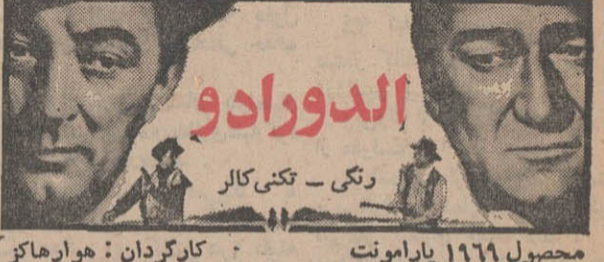 الدورادو
رنگی ـ تکنی‌کالر
محصول ۱۹۶۹ پارامونت
کارگردان : هوارهاکز